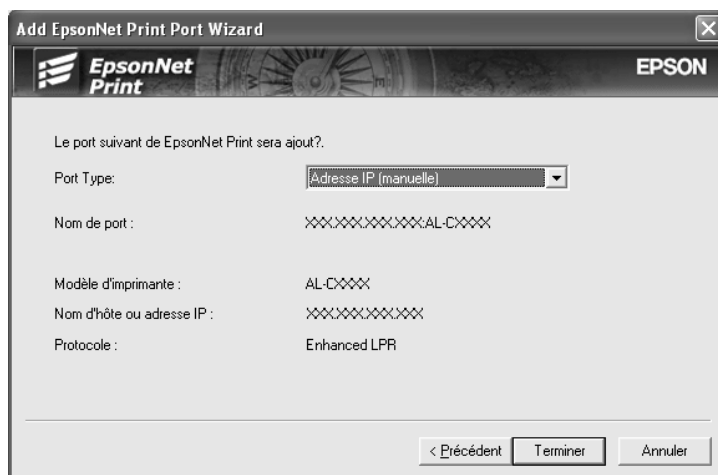 Add EpsonNet Print Port Wizard
EpsonNet
Print
EPSON
Le port suivant de EpsonNet Print sera ajout?.
Port Type: Adresse IP (manuelle)
Nom de port : XXX.XXX.XXX.XXX:AL-CXXXX
Modèle d'imprimante : AL-CXXXX
Nom d'hôte ou adresse IP : XXX.XXX.XXX.XXX
Protocole : Enhanced LPR
< Précédent Terminer Annuler